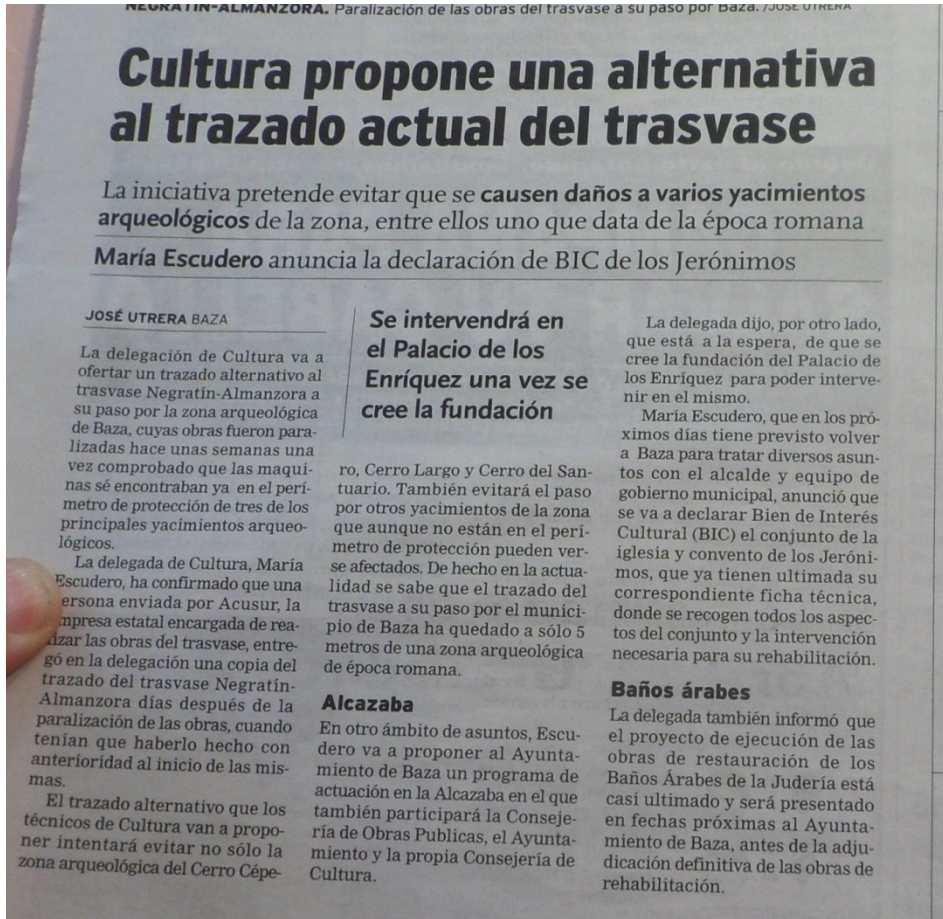 NEGRATÍN-ALMANZORA. Paralización de las obras del trasvase a su paso por Baza. /JOSÉ UTRERA
Cultura propone una alternativa
al trazado actual del trasvase
La iniciativa pretende evitar que se causen daños a varios yacimientos
arqueológicos de la zona, entre ellos uno que data de la época romana
María Escudero anuncia la declaración de BIC de los Jerónimos
JOSÉ UTRERA BAZA
La delegación de Cultura va a
ofertar un trazado alternativo al
trasvase Negratín-Almanzora a
su paso por la zona arqueológica
de Baza, cuyas obras fueron para-
lizadas hace unas semanas una
vez comprobado que las maqui-
nas sé encontraban ya en el perí-
metro de protección de tres de los
principales yacimientos arqueo-
lógicos.
La delegada de Cultura, María
Escudero, ha confirmado que una
ersona enviada por Acusur, la
mpresa estatal encargada de rea-
izar las obras del trasvase, entre-
gó en la delegación una copia del
trazado del trasvase Negratín-
Almanzora días después de la
paralización de las obras, cuando
tenían que haberlo hecho con
anterioridad al inicio de las mis-
mas.
El trazado alternativo que los
técnicos de Cultura van a propo-
ner intentará evitar no sólo la
zona arqueológica del Cerro Cépe-
Se intervendrá en
el Palacio de los
Enríquez una vez se
cree la fundación
ro, Cerro Largo y Cerro del San-
tuario. También evitará el paso
por otros yacimientos de la zona
que aunque no están en el perí-
metro de protección pueden ver-
se afectados. De hecho en la actua-
lidad se sabe que el trazado del
trasvase a su paso por el munici-
pio de Baza ha quedado a sólo 5
metros de una zona arqueológica
de época romana.
Alcazaba
En otro ámbito de asuntos, Escu-
dero va a proponer al Ayunta-
miento de Baza un programa de
actuación en la Alcazaba en el que
también participará la Conseje-
ría de Obras Publicas, el Ayunta-
miento y la propia Consejería de
Cultura.
La delegada dijo, por otro lado,
que está a la espera, de que se
cree la fundación del Palacio de
los Enríquez para poder interve-
nir en el mismo.
María Escudero, que en los pró-
ximos días tiene previsto volver
a Baza para tratar diversos asun-
tos con el alcalde y equipo de
gobierno municipal, anunció que
se va a declarar Bien de Interés
Cultural (BIC) el conjunto de la
iglesia y convento de los Jeróni-
mos, que ya tienen ultimada su
correspondiente ficha técnica,
donde se recogen todos los aspec-
tos del conjunto y la intervención
necesaria para su rehabilitación.
Baños árabes
La delegada también informó que
el proyecto de ejecución de las
obras de restauración de los
Baños Árabes de la Judería está
casi ultimado y será presentado
en fechas próximas al Ayunta-
miento de Baza, antes de la adju-
dicación definitiva de las obras de
rehabilitación.